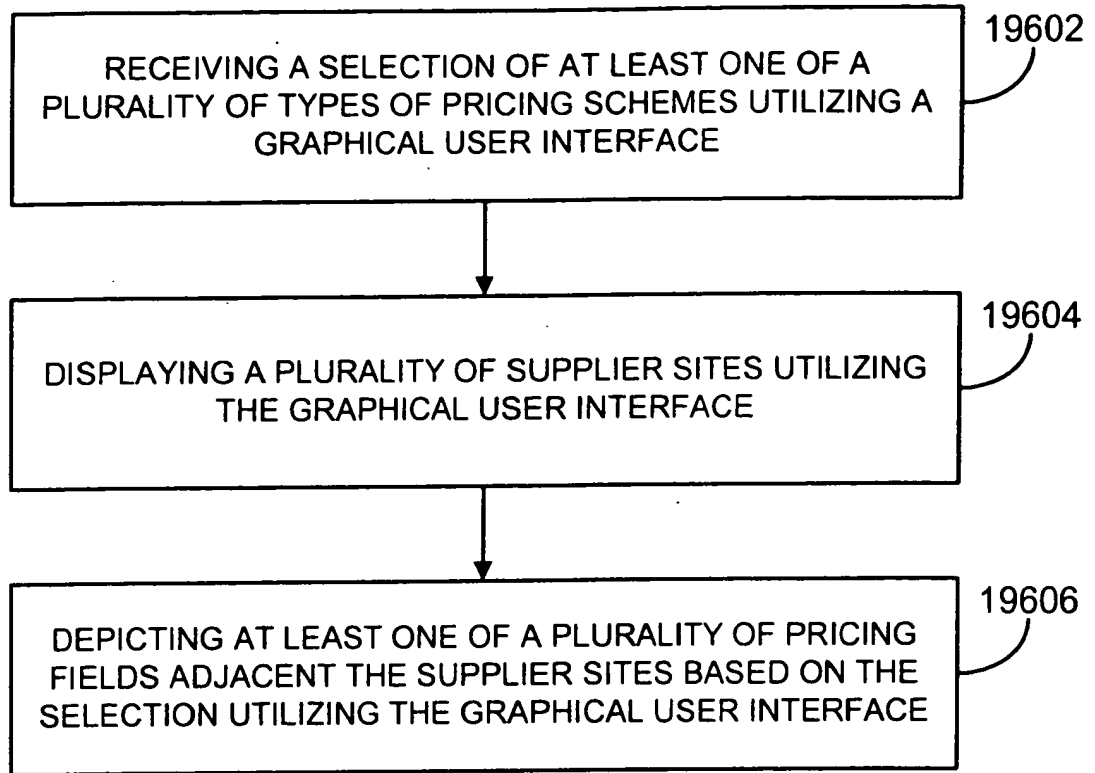 RECEIVING A SELECTION OF AT LEAST ONE OF A
PLURALITY OF TYPES OF PRICING SCHEMES UTILIZING A
GRAPHICAL USER INTERFACE
19602
DISPLAYING A PLURALITY OF SUPPLIER SITES UTILIZING
THE GRAPHICAL USER INTERFACE
19604
DEPICTING AT LEAST ONE OF A PLURALITY OF PRICING
FIELDS ADJACENT THE SUPPLIER SITES BASED ON THE
SELECTION UTILIZING THE GRAPHICAL USER INTERFACE
19606